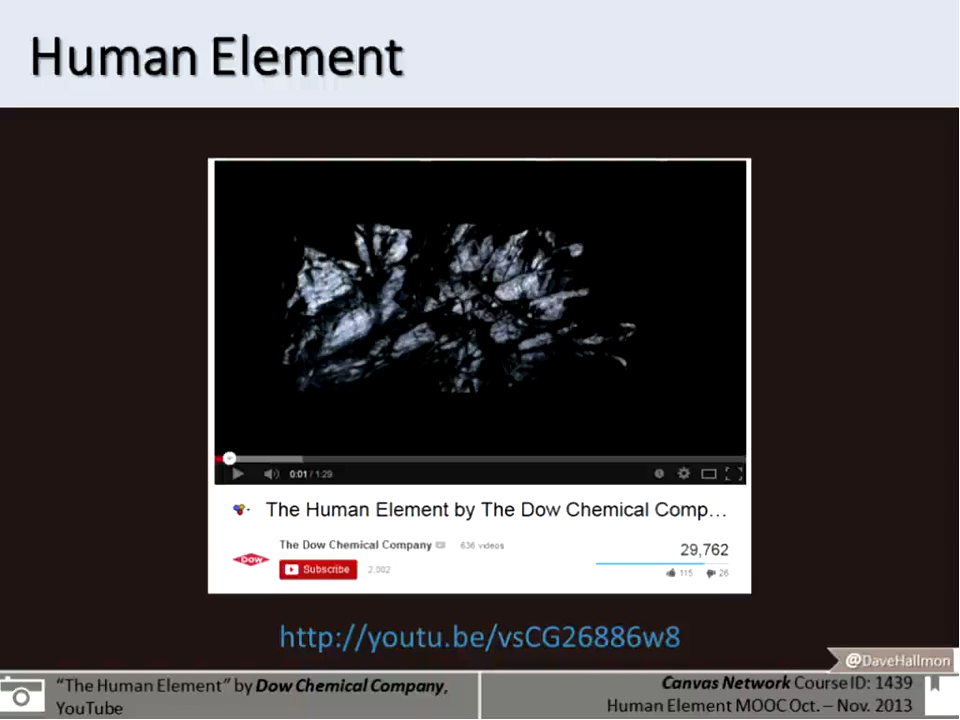 Human Element
0:01 / 1:29
The Human Element by The Dow Chemical Comp...
The Dow Chemical Company 636 videos
DOW
Subscribe 2,002
29,762
115 26
http://youtu.be/vsCG26886w8
@DaveHallmon
"The Human Element" by Dow Chemical Company,
YouTube
Canvas Network Course ID: 1439
Human Element MOOC Oct. – Nov. 2013